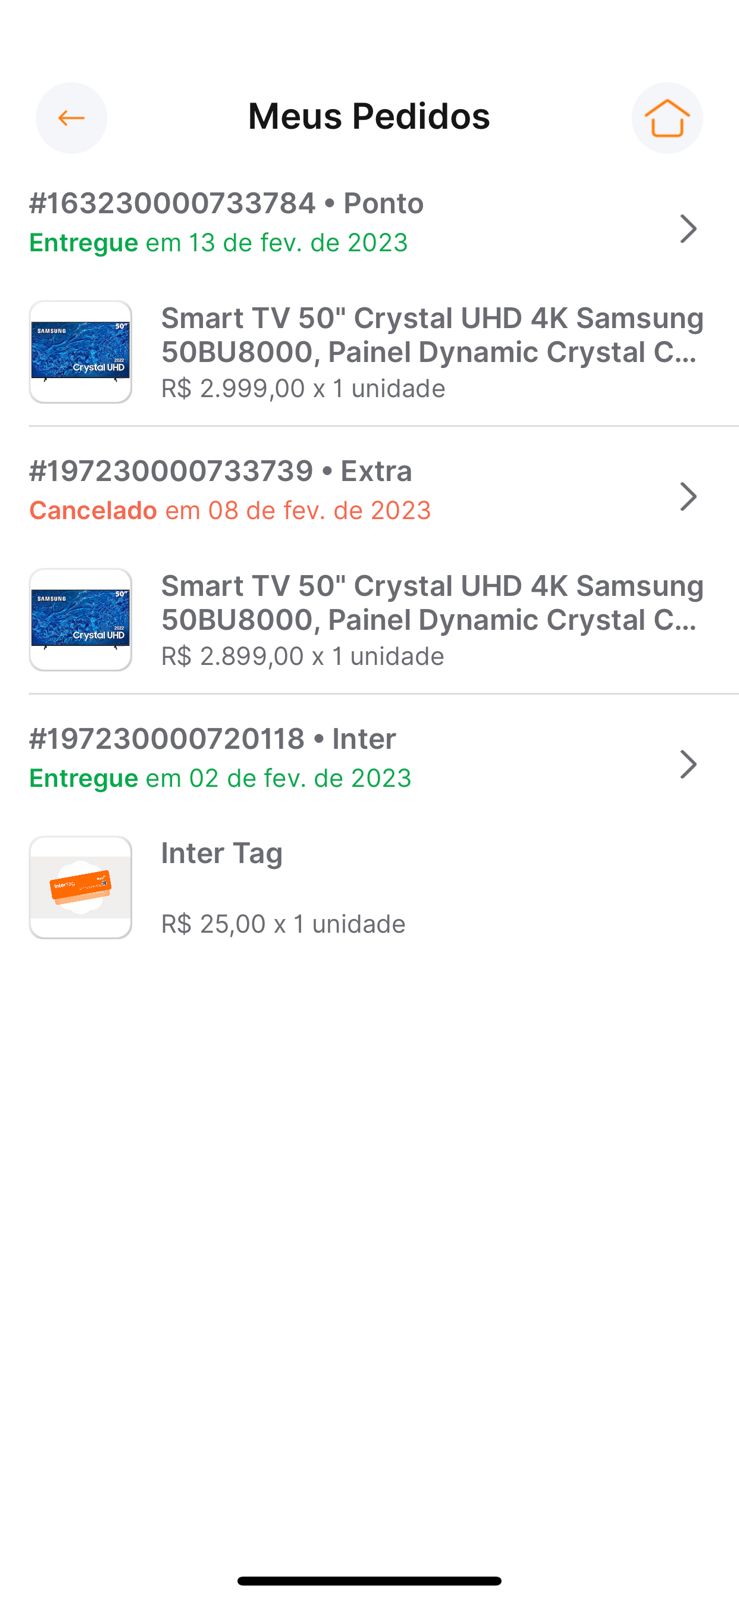 Meus Pedidos
#163230000733784 • Ponto
Entregue em 13 de fev. de 2023
SAMSUNG
50"
2022
Crystal UHD
Smart TV 50" Crystal UHD 4K Samsung
50BU8000, Painel Dynamic Crystal C...
R$ 2.999,00 x 1 unidade
#197230000733739 • Extra
Cancelado em 08 de fev. de 2023
SAMSUNG
50"
2022
Crystal UHD
Smart TV 50" Crystal UHD 4K Samsung
50BU8000, Painel Dynamic Crystal C...
R$ 2.899,00 x 1 unidade
#197230000720118 • Inter
Entregue em 02 de fev. de 2023
Inter Tag
R$ 25,00 x 1 unidade